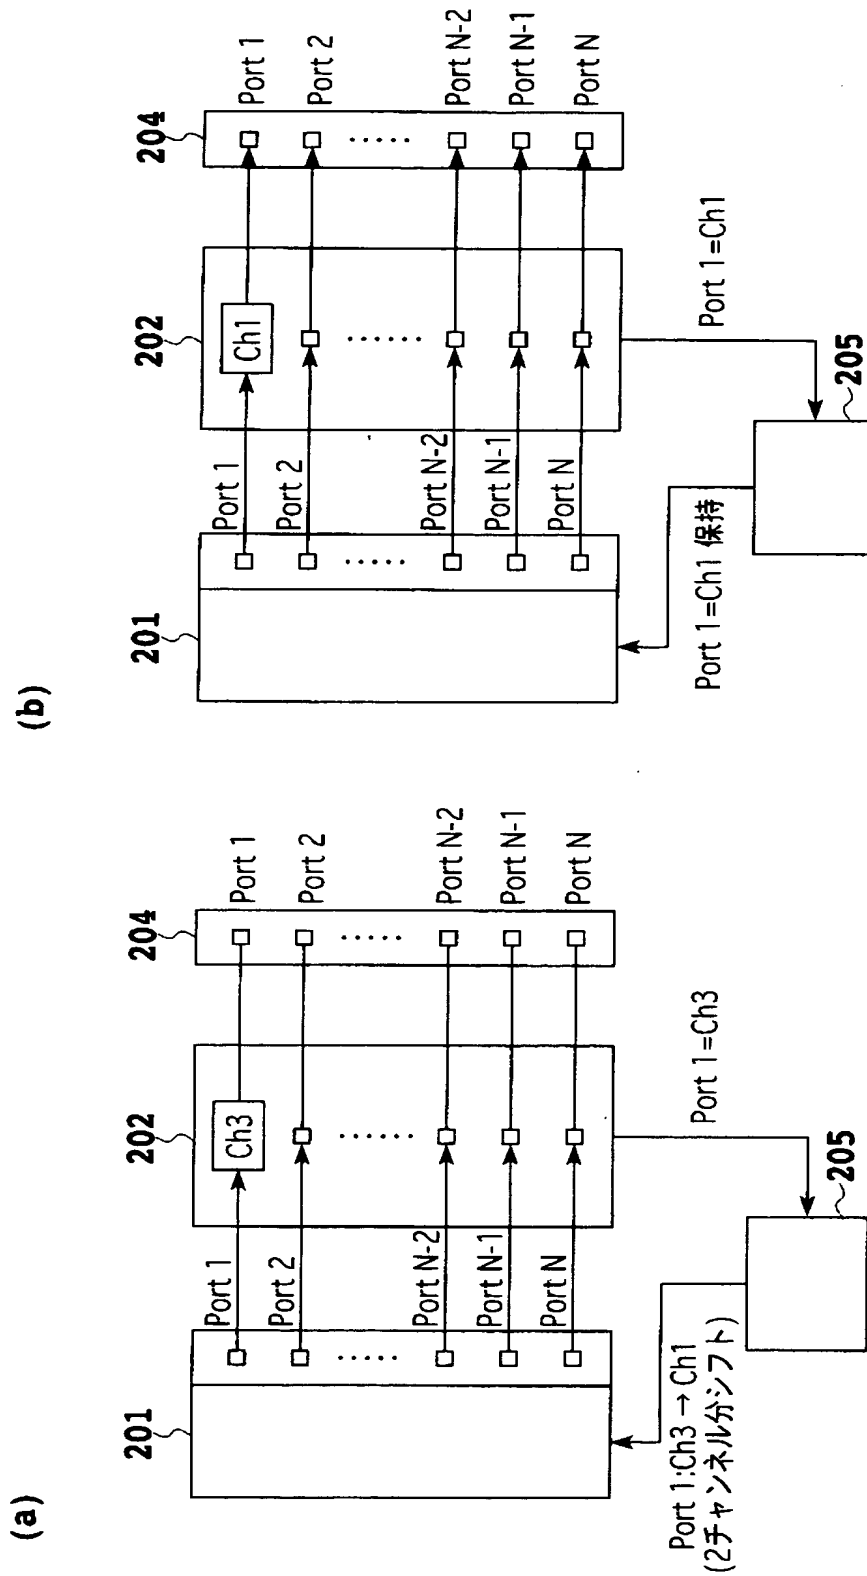 (a)
201
202
204
Port 1
Port 2
Port N-2
Port N-1
Port N
Ch3
Port 1
Port 2
Port N-2
Port N-1
Port N
Port 1:Ch3 → Ch1
(2チャンネル分シフト)
Port 1=Ch3
205
(b)
201
202
204
Port 1
Port 2
Port N-2
Port N-1
Port N
Ch1
Port 1
Port 2
Port N-2
Port N-1
Port N
Port 1=Ch1 保持
Port 1=Ch1
205